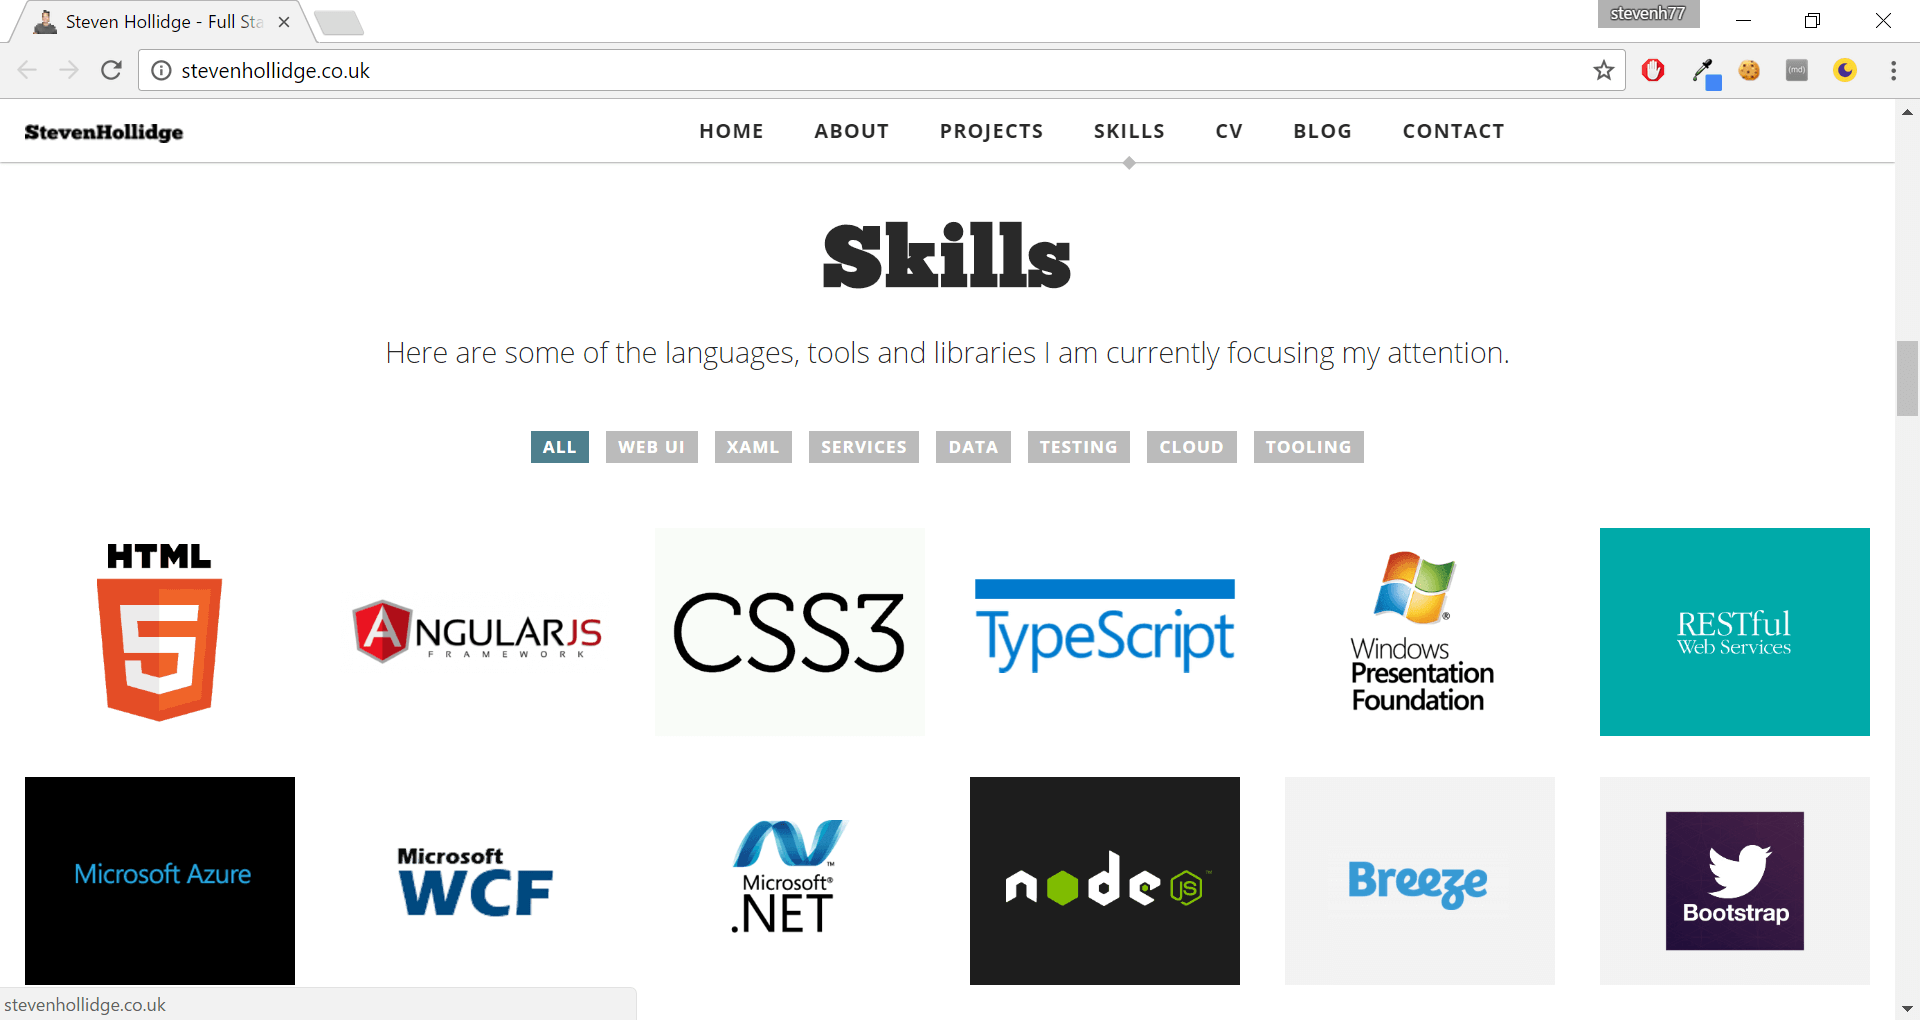 Steven Hollidge - Full Sta
stevenh77
stevenhollidge.co.uk
(md)
StevenHollidge
HOME ABOUT PROJECTS SKILLS CV BLOG CONTACT
Skills
Here are some of the languages, tools and libraries I am currently focusing my attention.
ALL WEB UI XAML SERVICES DATA TESTING CLOUD TOOLING
HTML
5
ANGULARJS
FRAMEWORK
CSS3
TypeScript
Windows®
Presentation
Foundation
RESTful
Web Services
Microsoft Azure
Microsoft
WCF
Microsoft®
.NET
™
node JS™
Breeze
Bootstrap
stevenhollidge.co.uk